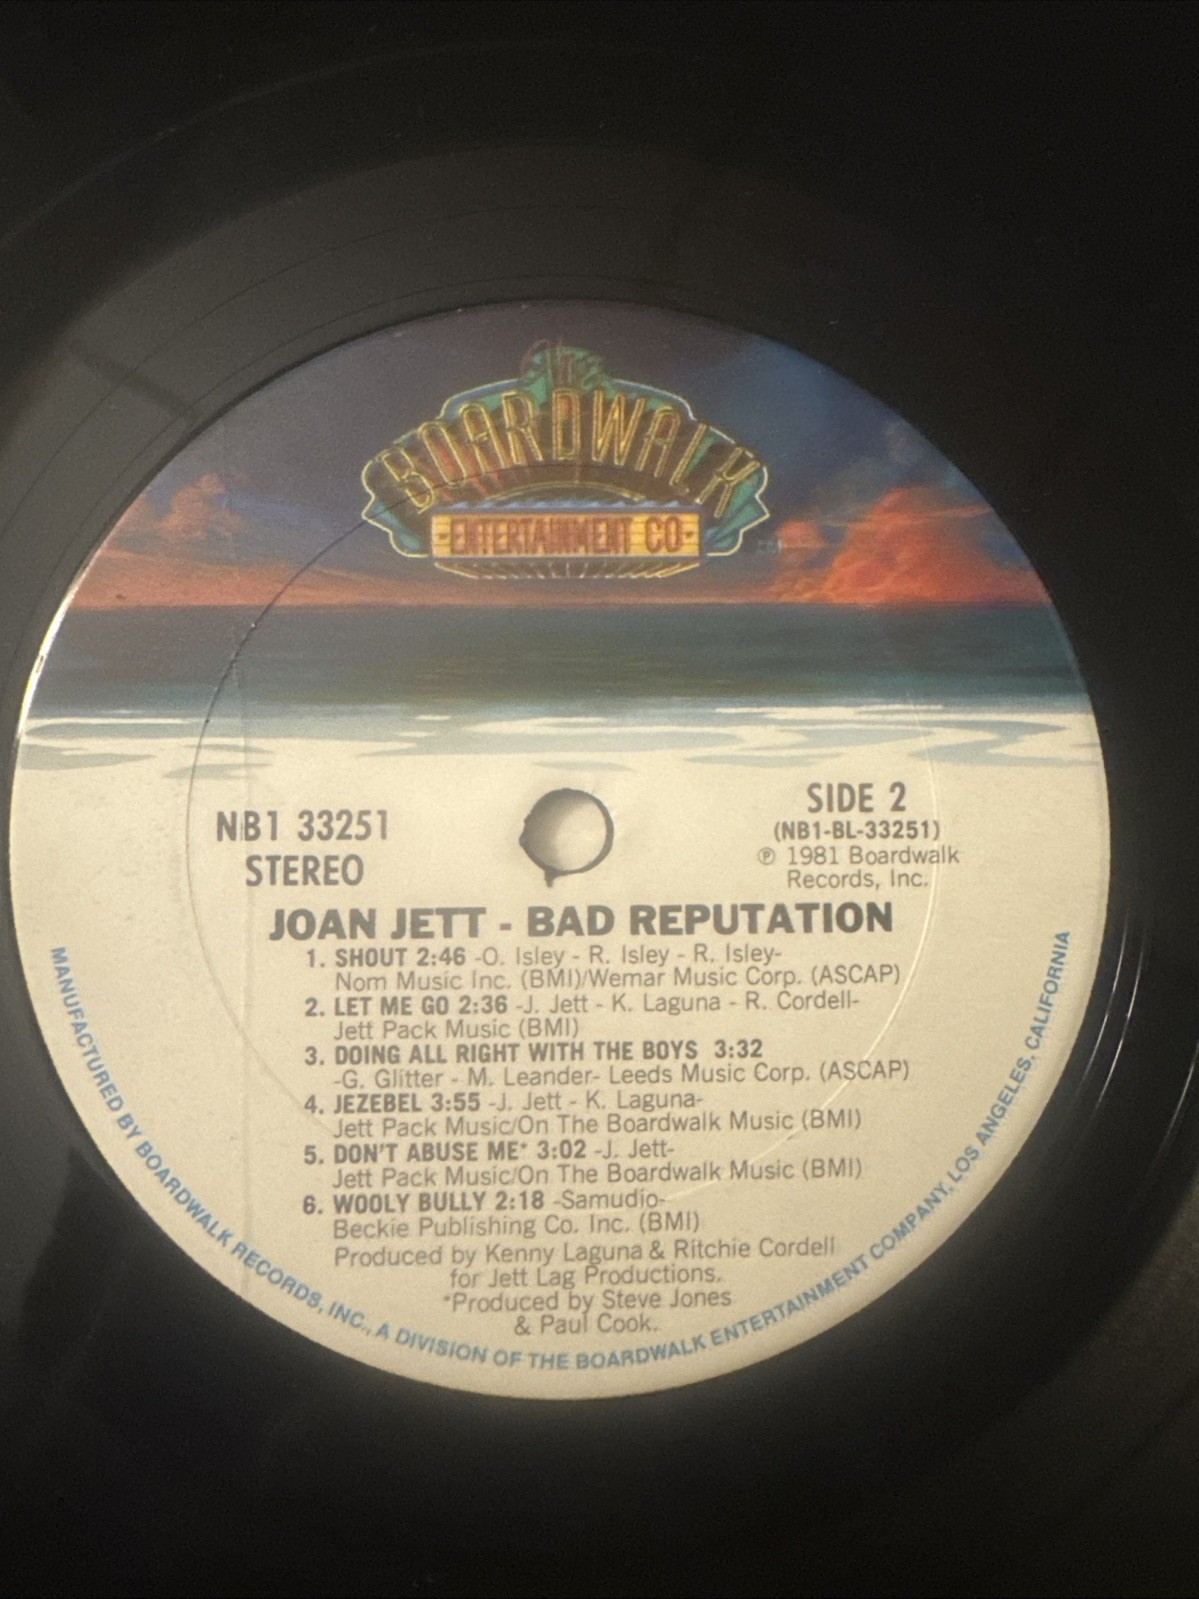 The
BOARDWALK
-ENTERTAINMENT CO-
NB1 33251
STEREO
SIDE 2
(NB1-BL-33251)
℗ 1981 Boardwalk
Records, Inc.
JOAN JETT - BAD REPUTATION
1. SHOUT 2:46 -O. Isley - R. Isley - R. Isley-
Nom Music Inc. (BMI)/Wemar Music Corp. (ASCAP)
2. LET ME GO 2:36 -J. Jett - K. Laguna - R. Cordell-
Jett Pack Music (BMI)
3. DOING ALL RIGHT WITH THE BOYS 3:32
-G. Glitter - M. Leander- Leeds Music Corp. (ASCAP)
4. JEZEBEL 3:55 -J. Jett - K. Laguna-
Jett Pack Music/On The Boardwalk Music (BMI)
5. DON'T ABUSE ME* 3:02 -J. Jett-
Jett Pack Music/On The Boardwalk Music (BMI)
6. WOOLY BULLY 2:18 -Samudio-
Beckie Publishing Co. Inc. (BMI)
Produced by Kenny Laguna & Ritchie Cordell
for Jett Lag Productions.
*Produced by Steve Jones
& Paul Cook.
MANUFACTURED BY BOARDWALK RECORDS, INC., A DIVISION OF THE BOARDWALK ENTERTAINMENT COMPANY, LOS ANGELES, CALIFORNIA